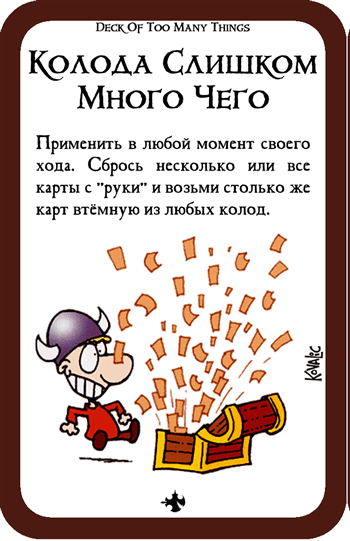 Deck Of Too Many Things
Колода Слишком
Много Чего
Применить в любой момент своего
хода. Сбрось несколько или все
карты с "руки" и возьми столько же
карт втёмную из любых колод.
Kovalic